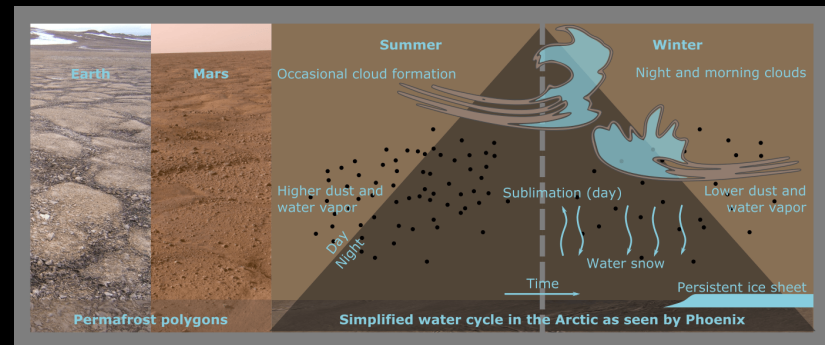 Summer
Winter
Earth
Mars
Occasional cloud formation
Night and morning clouds
Higher dust and
water vapor
Sublimation (day)
Lower dust and
water vapor
Day
Night
Water snow
Time
Persistent ice sheet
Permafrost polygons
Simplified water cycle in the Arctic as seen by Phoenix